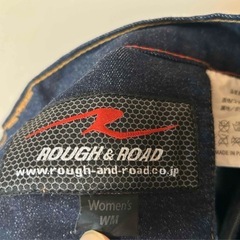 ROUGH & ROAD
www.rough-and-road.co.jp
Women's
WM